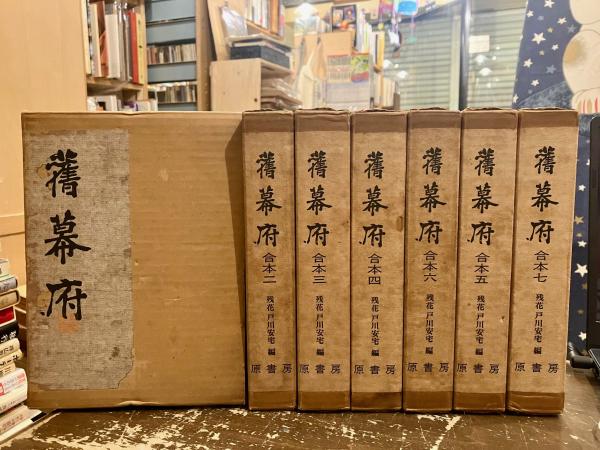 舊幕府
舊幕府 合本二 残花 戸川安宅 編 原書房
舊幕府 合本三 残花 戸川安宅 編 原書房
舊幕府 合本四 残花 戸川安宅 編 原書房
舊幕府 合本六 残花 戸川安宅 編 原書房
舊幕府 合本五 残花 戸川安宅 編 原書房
舊幕府 合本七 残花 戸川安宅 編 原書房